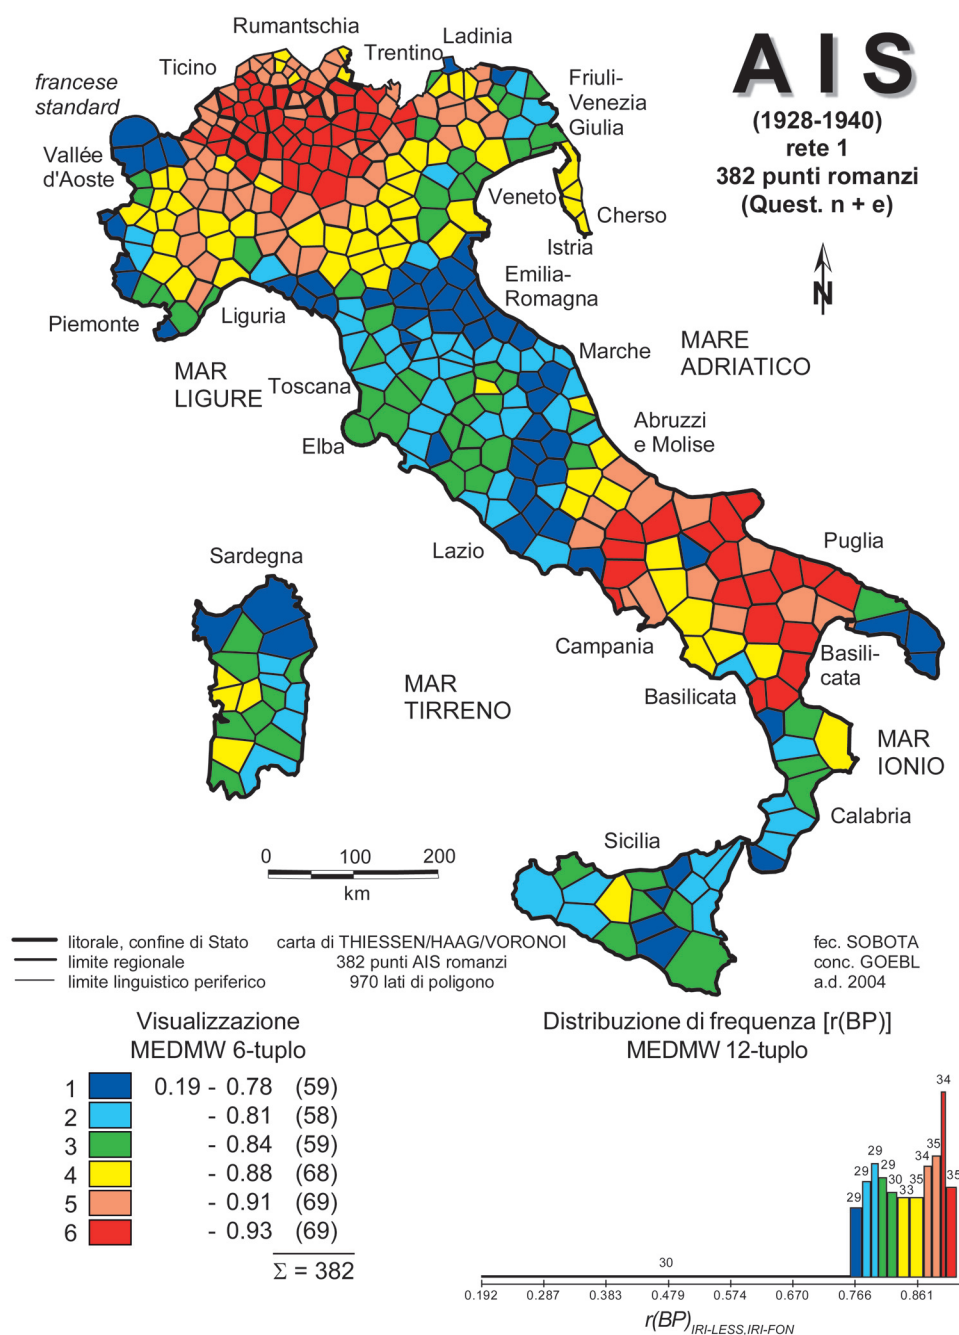 Rumantschia
Ladinia
Trentino
Ticino
francese
standard
Friuli-
Venezia
Giulia
Vallée
d'Aoste
Veneto
Cherso
Istria
Emilia-
Romagna
Piemonte
Liguria
Marche
MAR
LIGURE
MARE
ADRIATICO
Toscana
Elba
Abruzzi
e Molise
Lazio
Puglia
Sardegna
Campania
Basili-
cata
Basilicata
MAR
TIRRENO
MAR
IONIO
Calabria
Sicilia
AIS
(1928-1940)
rete 1
382 punti romanzi
(Quest. n + e)
N
0 100 200
km
litorale, confine di Stato
limite regionale
limite linguistico periferico
carta di THIESSEN/HAAG/VORONOI
382 punti AIS romanzi
970 lati di poligono
fec. SOBOTA
conc. GOEBL
a.d. 2004
Visualizzazione
MEDMW 6-tuplo
1 0.19 - 0.78 (59)
2 - 0.81 (58)
3 - 0.84 (59)
4 - 0.88 (68)
5 - 0.91 (69)
6 - 0.93 (69)
Σ = 382
Distribuzione di frequenza [r(BP)]
MEDMW 12-tuplo
30 29 29 29 29 30 33 35 34 35 34 35
0.192 0.287 0.383 0.479 0.574 0.670 0.766 0.861
r(BP)IRI-LESS,IRI-FON